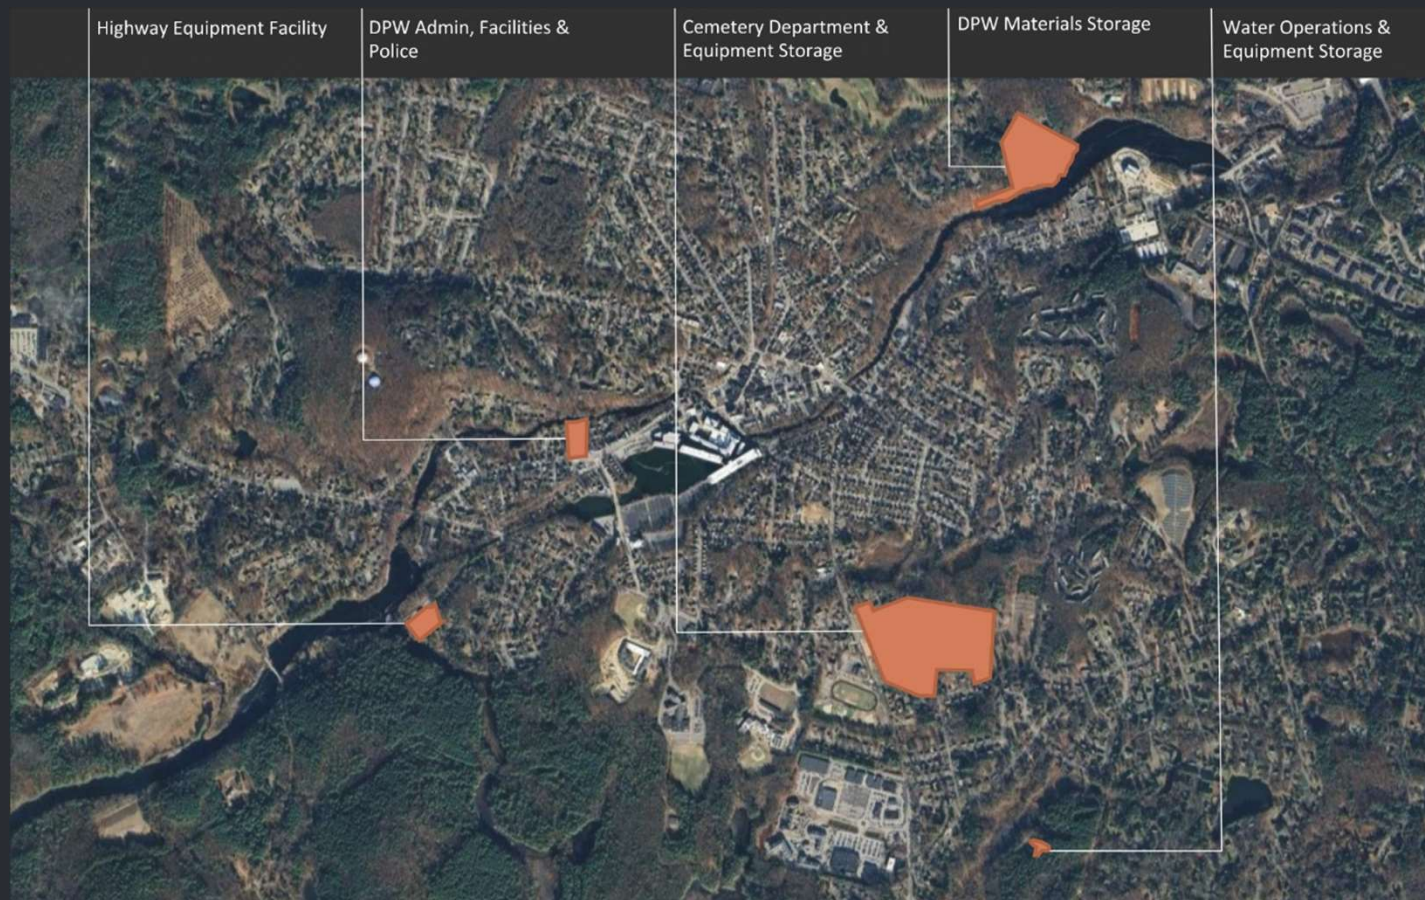 Highway Equipment Facility
DPW Admin, Facilities &
Police
Cemetery Department &
Equipment Storage
DPW Materials Storage
Water Operations &
Equipment Storage